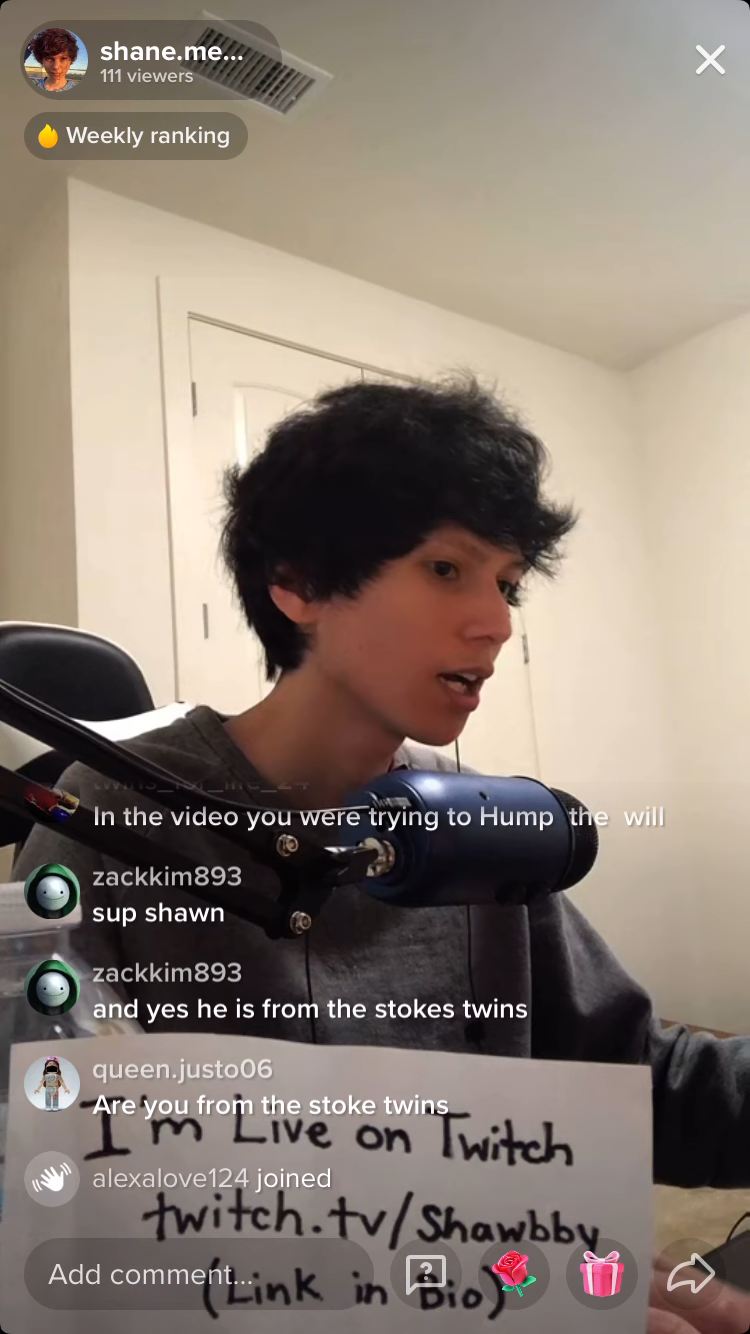 shane.me...
111 viewers
Weekly ranking
twins_for_life_24
In the video you were trying to Hump the will
zackkim893
sup shawn
zackkim893
and yes he is from the stokes twins
queen.justo06
Are you from the stoke twins
I'm Live on Twitch
alexalove124 joined
twitch.tv/Shawbby
Add comment...
(Link in Bio)